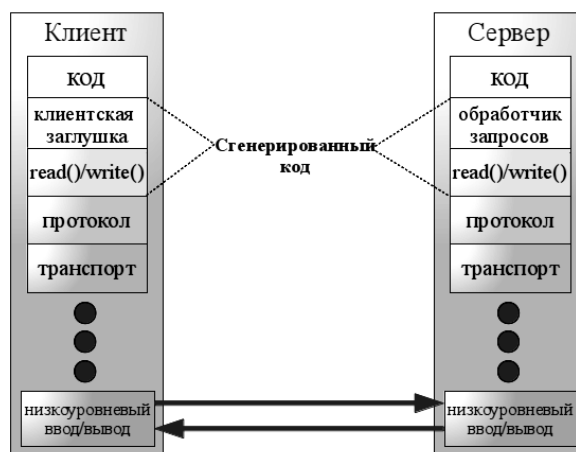 Клиент
код
клиентская
заглушка
read()/write()
протокол
транспорт
низкоуровневый
ввод/вывод
Сгенерированный
код
Сервер
код
обработчик
запросов
read()/write()
протокол
транспорт
низкоуровневый
ввод/вывод